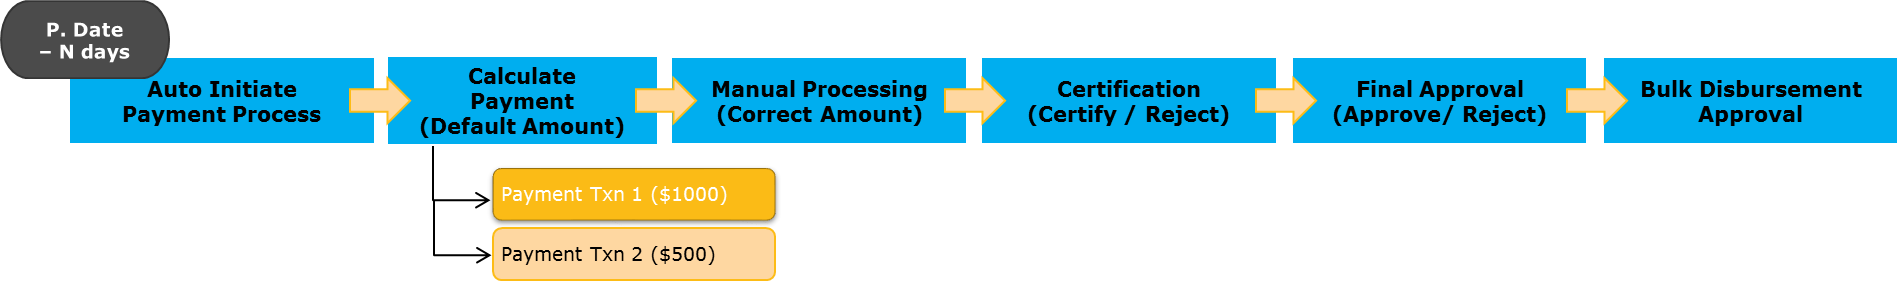 P. Date
– N days
Auto Initiate
Payment Process
Calculate
Payment
(Default Amount)
Manual Processing
(Correct Amount)
Certification
(Certify / Reject)
Final Approval
(Approve/ Reject)
Bulk Disbursement
Approval
Payment Txn 1 ($1000)
Payment Txn 2 ($500)